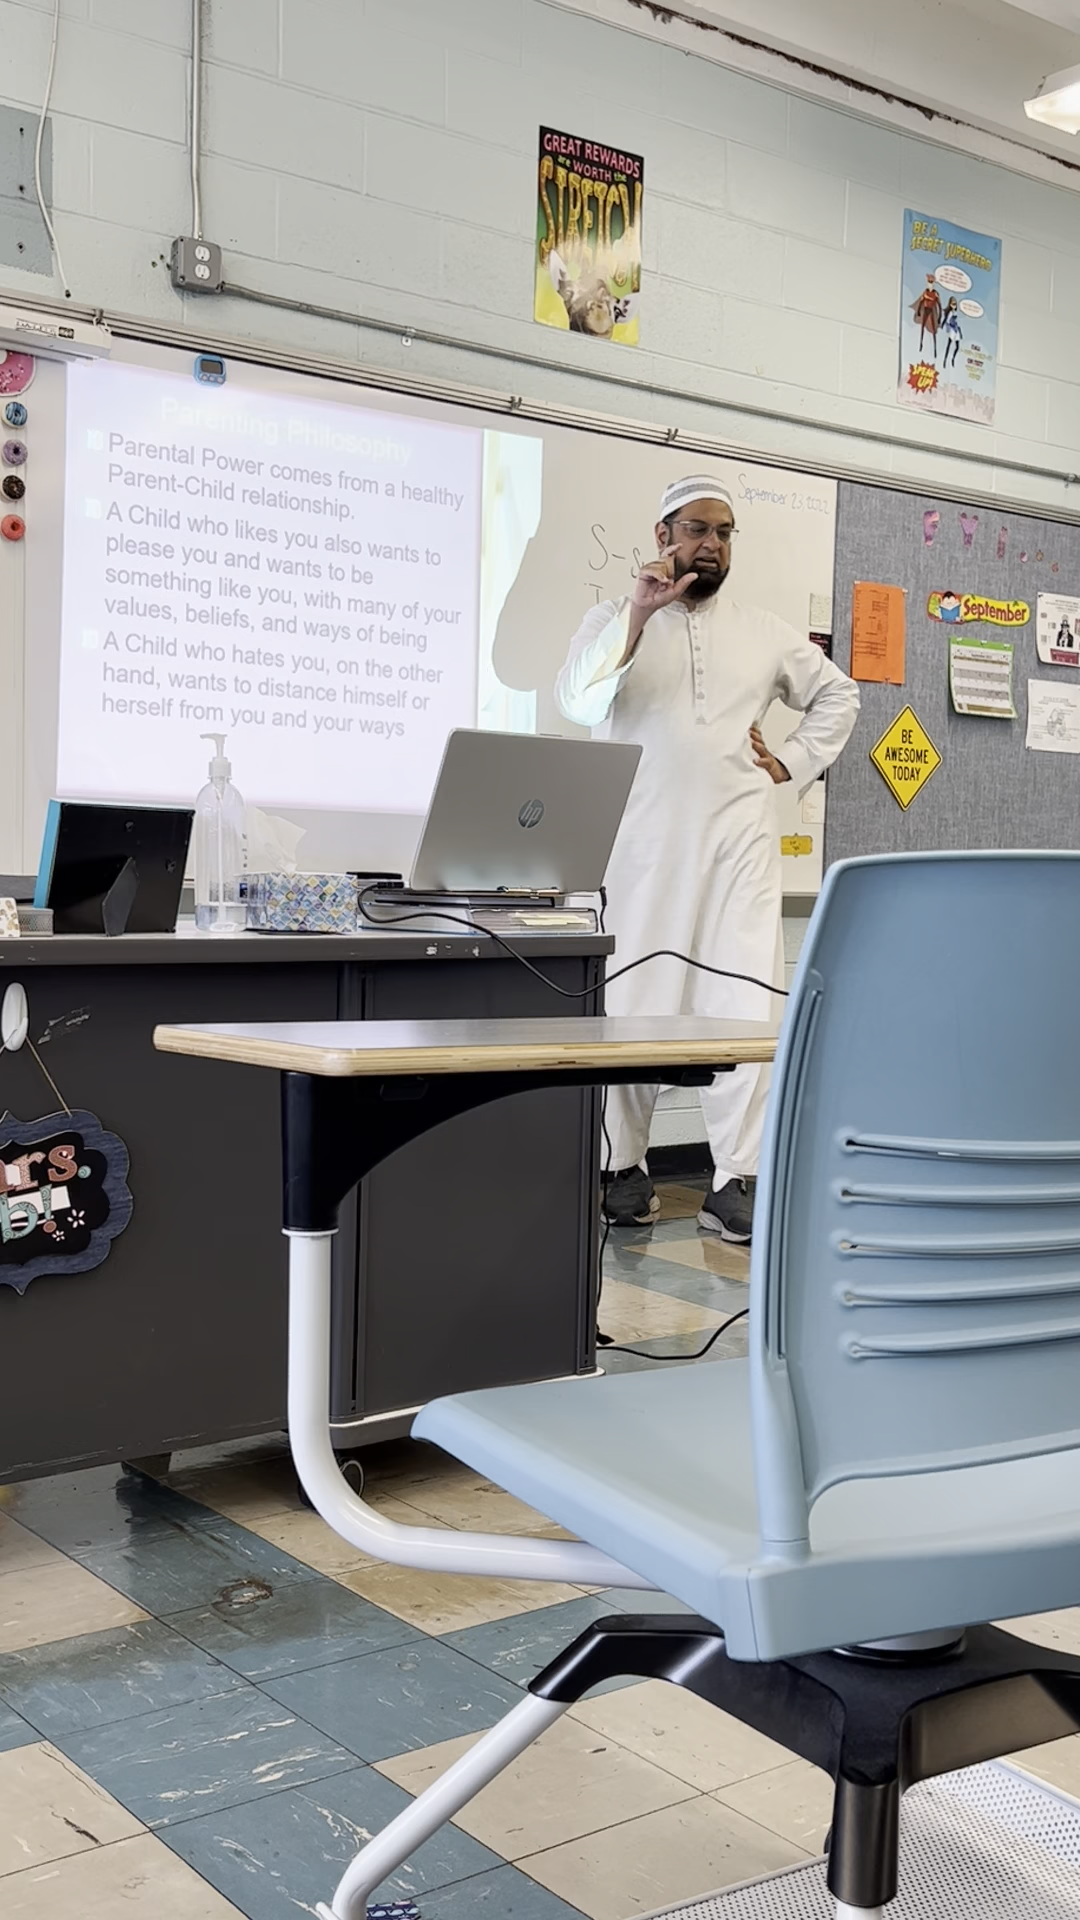 GREAT REWARDS
are WORTH the
STRETCH
BE A
SECRET SUPERHERO
SPEAK
UP!
Parenting Philosophy
Parental Power comes from a healthy
Parent-Child relationship.
A Child who likes you also wants to
please you and wants to be
something like you, with many of your
values, beliefs, and ways of being
A Child who hates you, on the other
hand, wants to distance himself or
herself from you and your ways
September 23, 2022
S-S
T
F.Y.I.
September
BE
AWESOME
TODAY
hp
rs.
b!